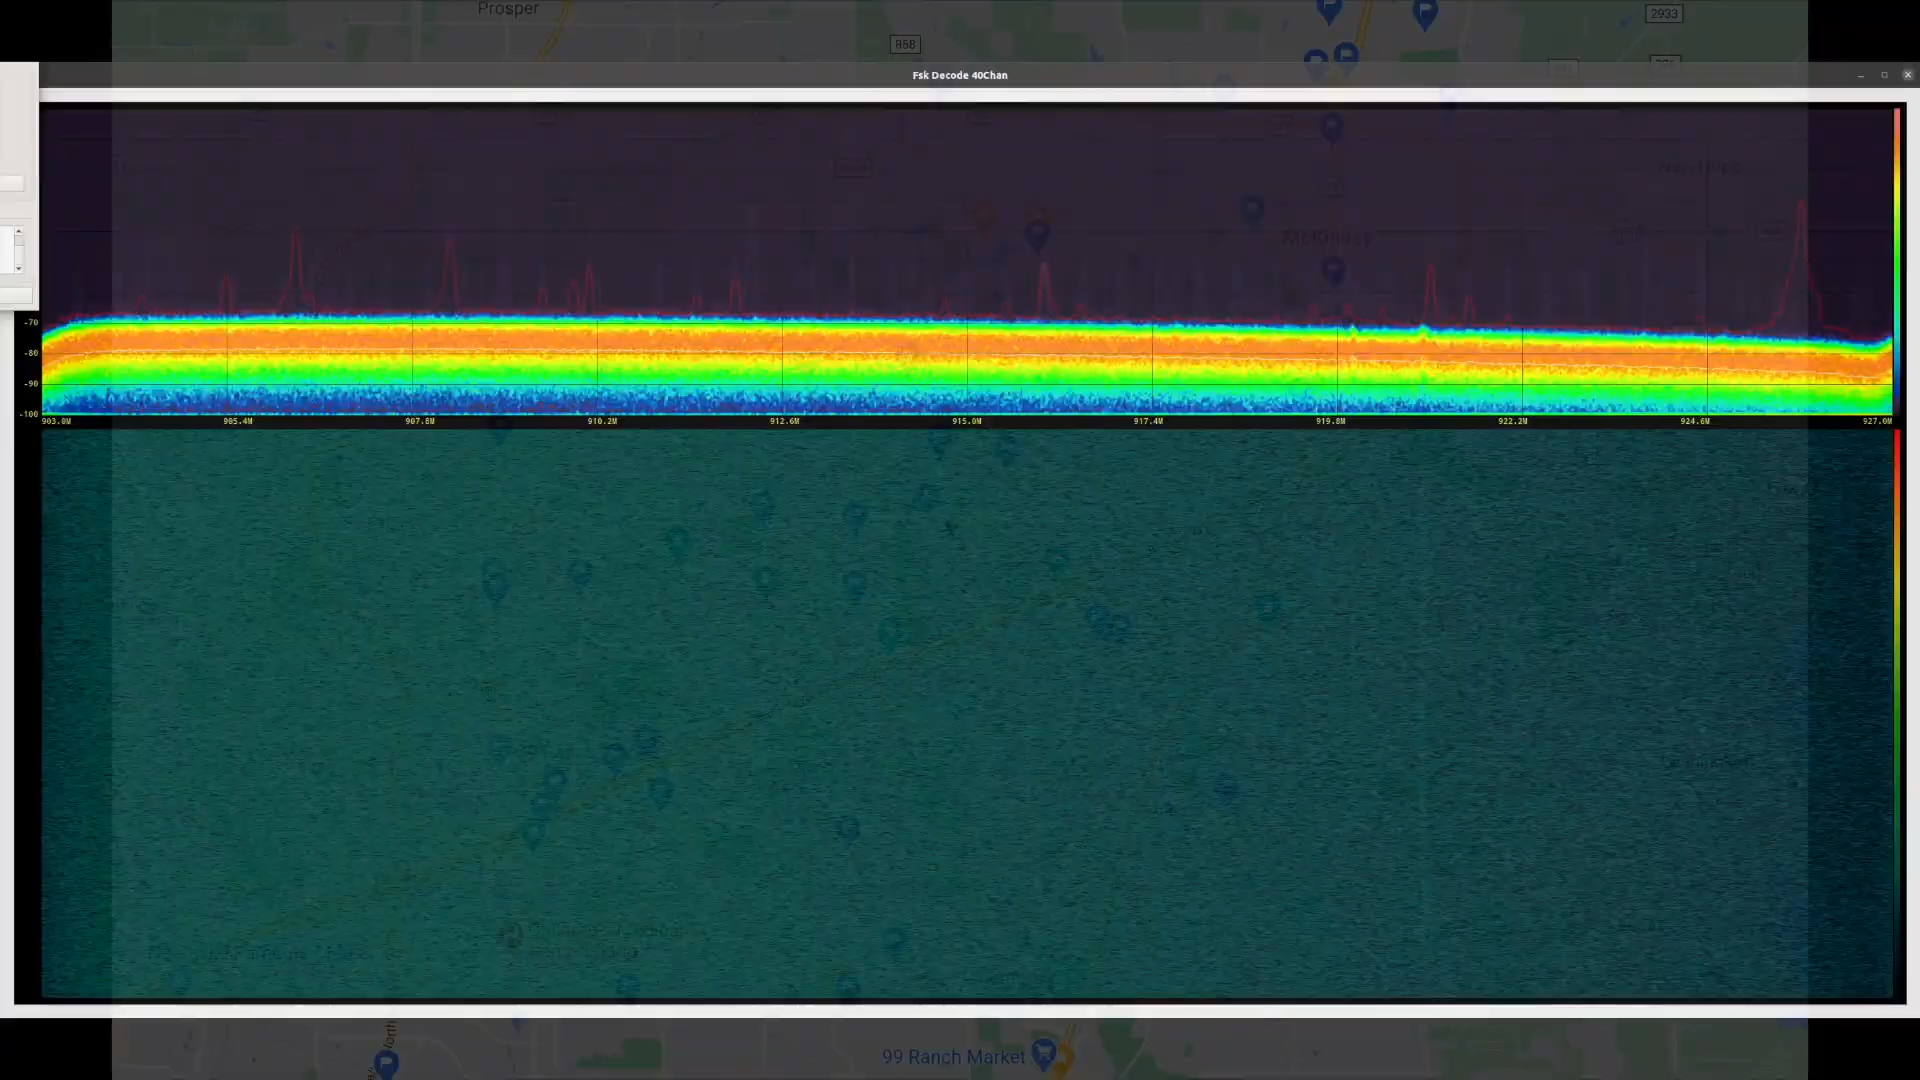 Prosper
858
2933
Fsk Decode 40Chan
McKinney
-70
-80
-90
-100
903.0M 905.4M 907.8M 910.2M 912.6M 915.0M 917.4M 919.8M 922.2M 924.6M 927.0M
99 Ranch Market